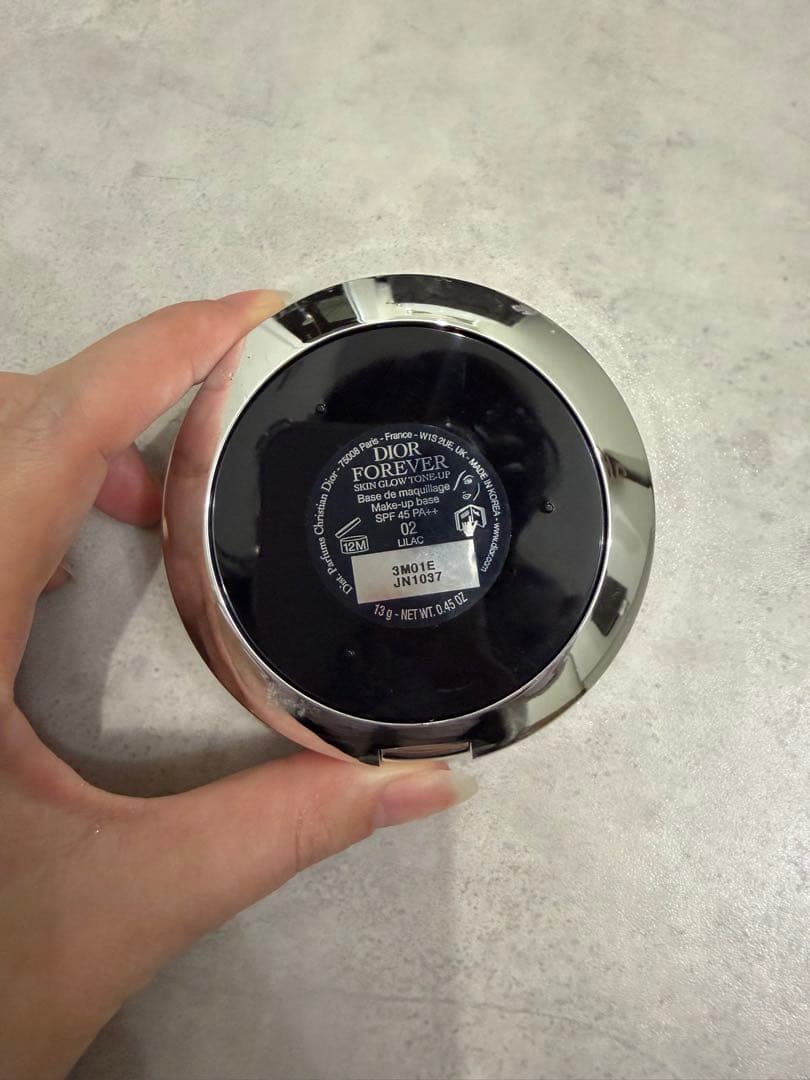 Dist. Parfums Christian Dior - 75008 Paris - France - W1S 2UE, UK - MADE IN KOREA - www.dior.com
DIOR
FOREVER
SKIN GLOW TONE-UP
Base de maquillage
Make-up base
SPF 45 PA++
02
LILAC
12M
3M01E
JN1037
13 g - NET WT. 0.45 OZ